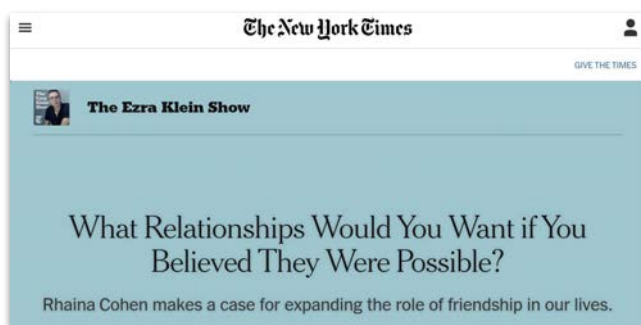 The New York Times
GIVE THE TIMES
The Ezra Klein Show
What Relationships Would You Want if You
Believed They Were Possible?
Rhaina Cohen makes a case for expanding the role of friendship in our lives.